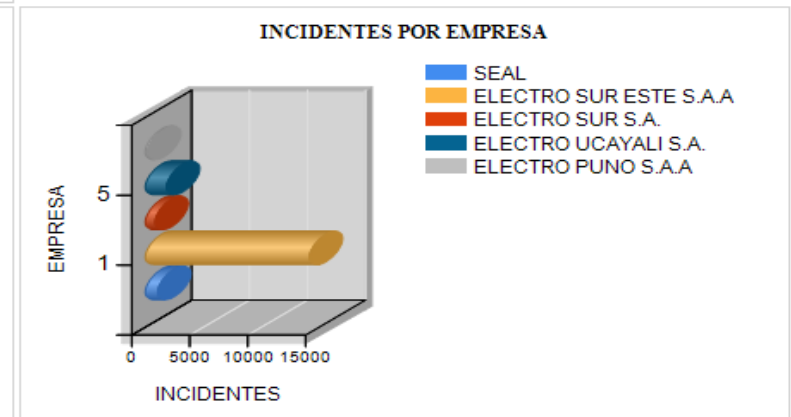 INCIDENTES POR EMPRESA
SEAL
ELECTRO SUR ESTE S.A.A
ELECTRO SUR S.A.
ELECTRO UCAYALI S.A.
ELECTRO PUNO S.A.A
EMPRESA
5
1
0 5000 10000 15000
INCIDENTES